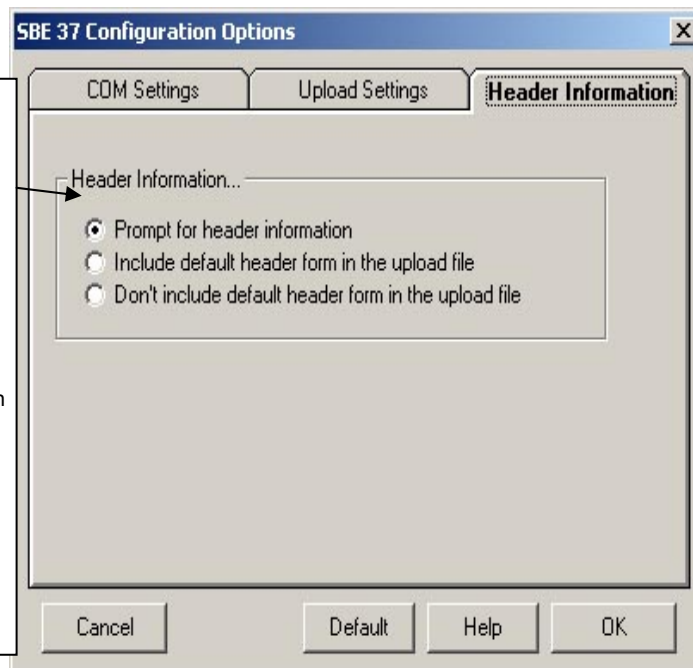 SBE 37 Configuration Options
COM Settings Upload Settings Header Information
Header Information...
Prompt for header information
Include default header form in the upload file
Don't include default header form in the upload file
Cancel Default Help OK